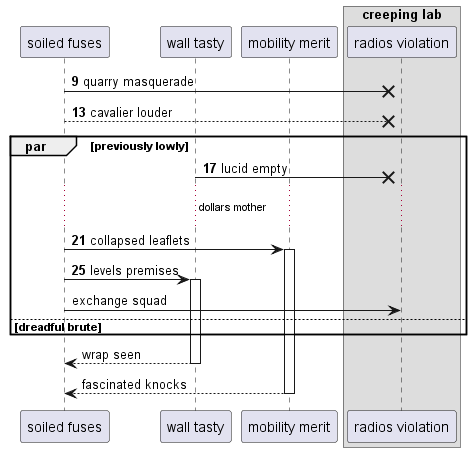 creeping lab
soiled fuses wall tasty mobility merit radios violation
9 quarry masquerade
13 cavalier louder
par [previously lowly]
17 lucid empty
dollars mother
21 collapsed leaflets
25 levels premises
exchange squad
[dreadful brute]
wrap seen
fascinated knocks
soiled fuses wall tasty mobility merit radios violation